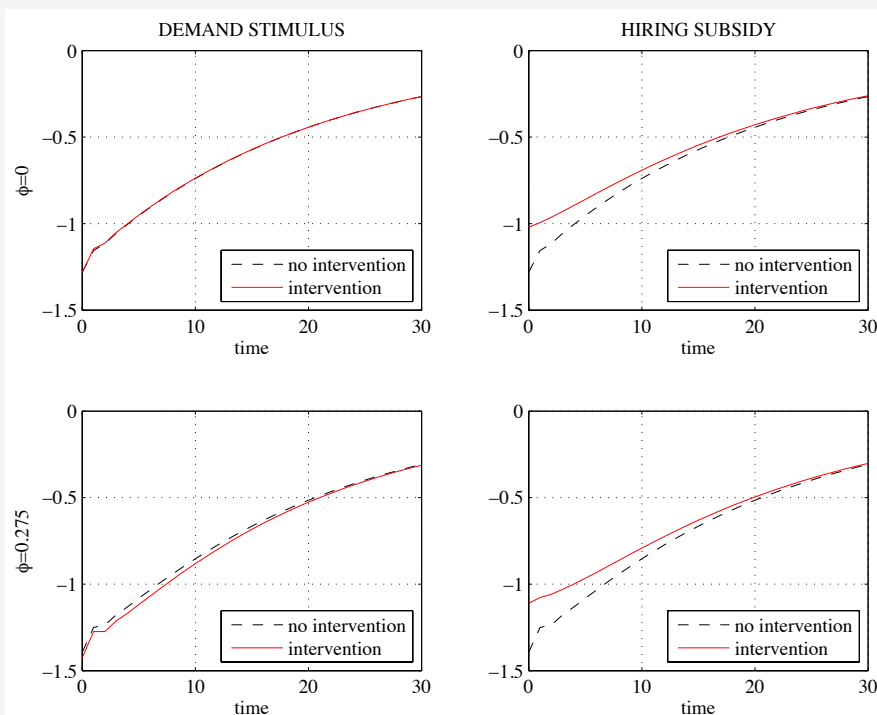 DEMAND STIMULUS
0
−0.5
−1
−1.5
0 10 20 30
φ=0
time
no intervention
intervention
HIRING SUBSIDY
0
−0.5
−1
−1.5
0 10 20 30
time
no intervention
intervention
0
−0.5
−1
−1.5
0 10 20 30
φ=0.275
time
no intervention
intervention
0
−0.5
−1
−1.5
0 10 20 30
time
no intervention
intervention